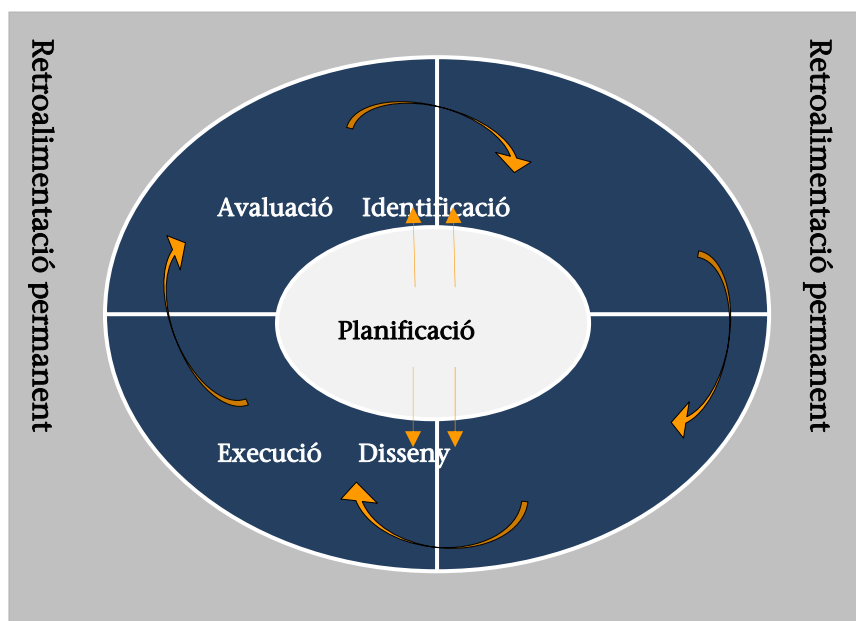 Retroalimentació permanent
Avaluació Identificació
Planificació
Execució Disseny
Retroalimentació permanent